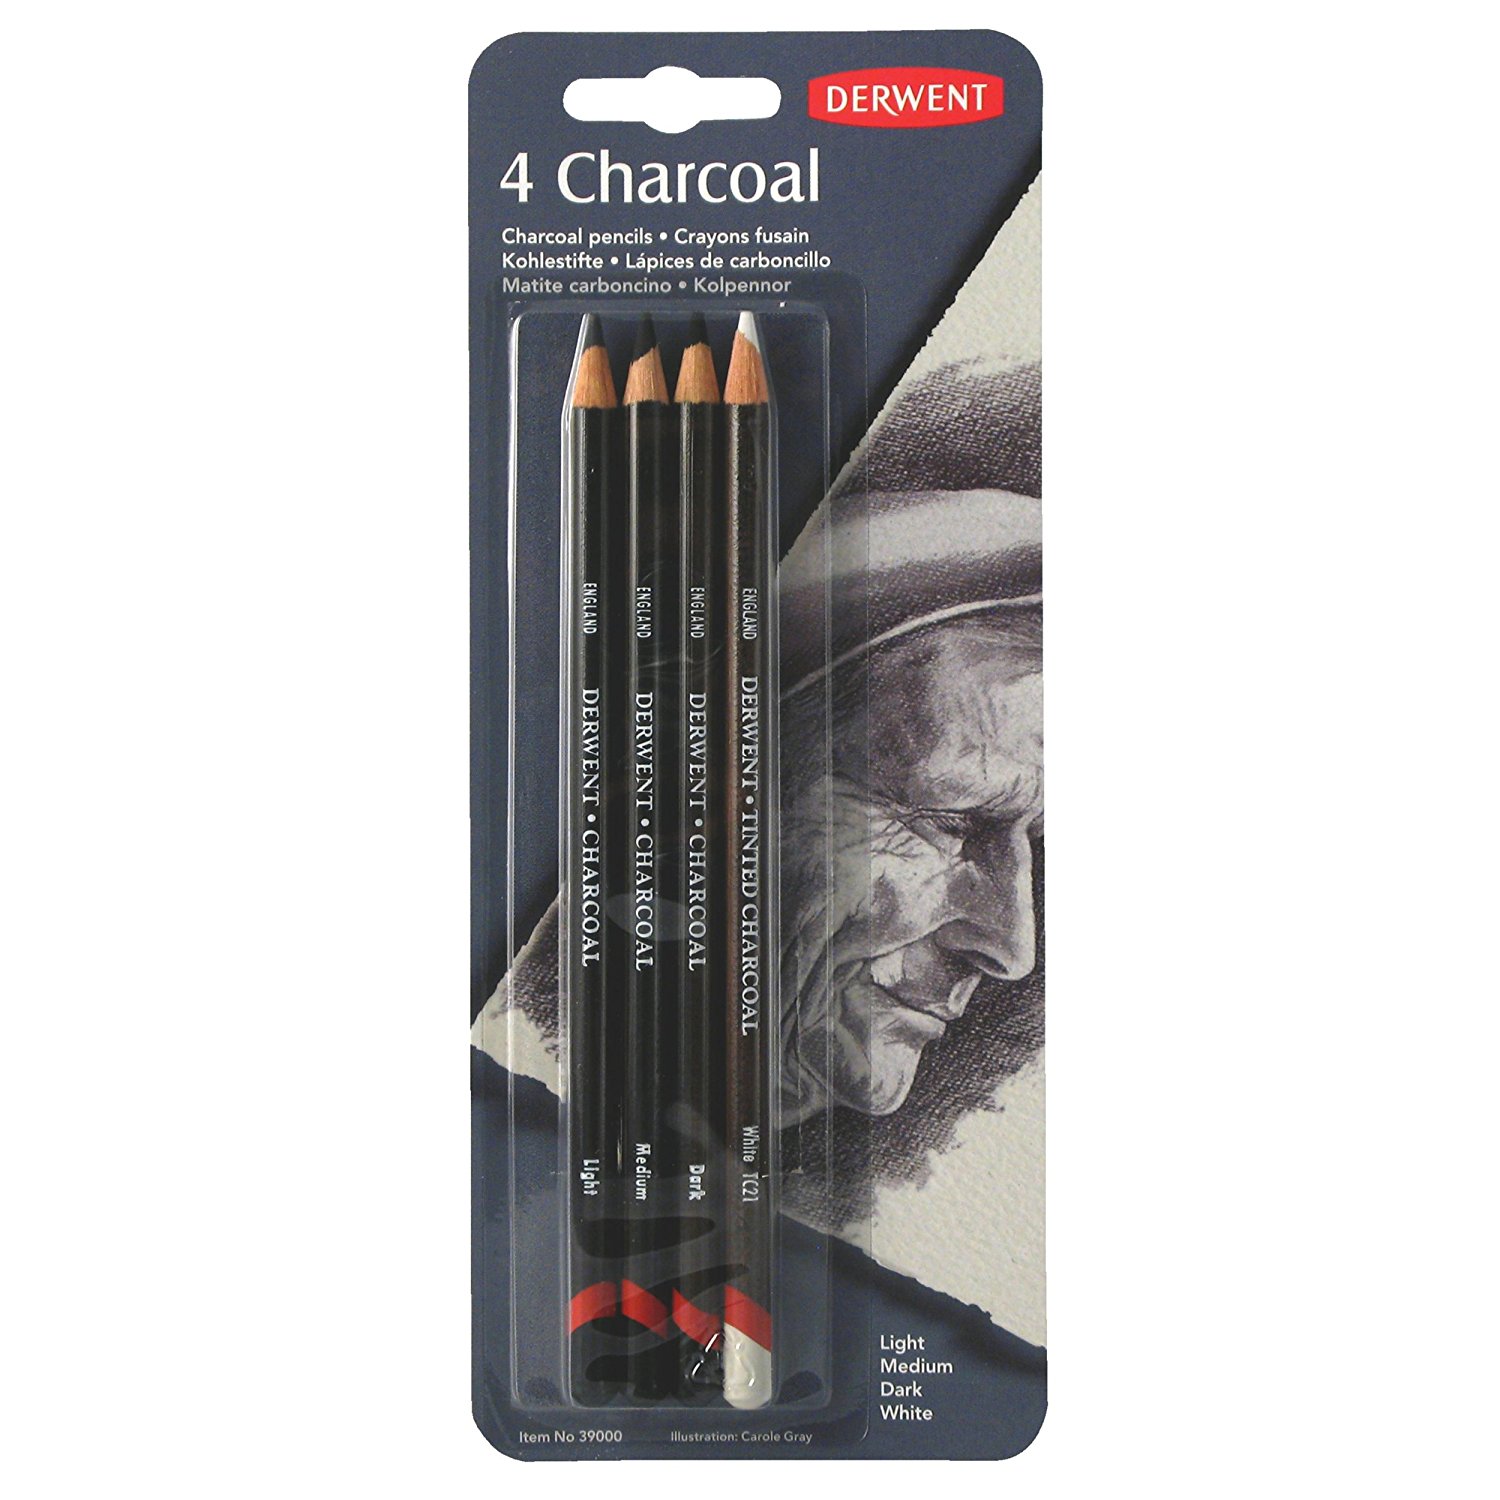 DERWENT
4 Charcoal
Charcoal pencils • Crayons fusain
Kohlestifte • Lápices de carboncillo
Matite carboncino • Kolpennor
ENGLAND DERWENT • CHARCOAL Light
ENGLAND DERWENT • CHARCOAL Medium
ENGLAND DERWENT • CHARCOAL Dark
ENGLAND DERWENT • TINTED CHARCOAL White TC21
Light
Medium
Dark
White
Item No 39000
Illustration: Carole Gray